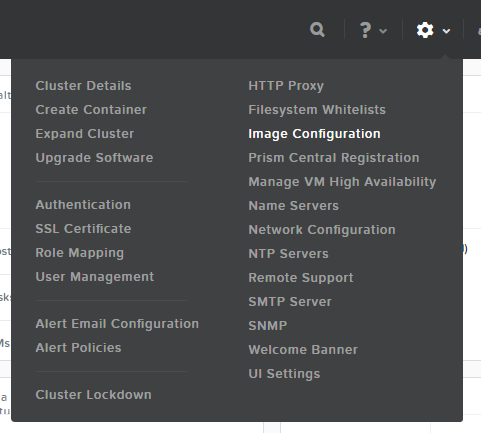 ?
Cluster Details
Create Container
Expand Cluster
Upgrade Software
Authentication
SSL Certificate
Role Mapping
User Management
Alert Email Configuration
Alert Policies
Cluster Lockdown
HTTP Proxy
Filesystem Whitelists
Image Configuration
Prism Central Registration
Manage VM High Availability
Name Servers
Network Configuration
NTP Servers
Remote Support
SMTP Server
SNMP
Welcome Banner
UI Settings